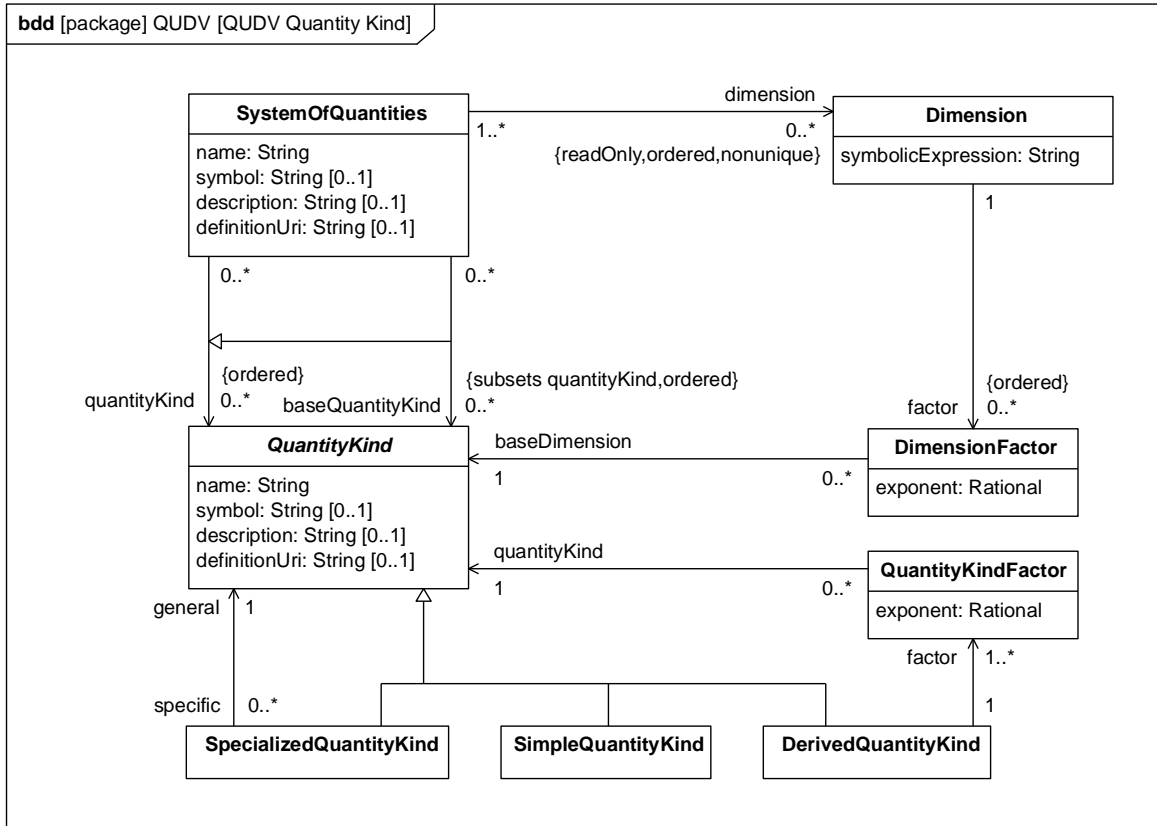 bdd [package] QUDV [QUDV Quantity Kind]
SystemOfQuantities
name: String
symbol: String [0..1]
description: String [0..1]
definitionUri: String [0..1]
dimension
1..*
0..*
{readOnly,ordered,nonunique}
Dimension
symbolicExpression: String
1
0..*
0..*
{ordered}
quantityKind
0..*
{subsets quantityKind,ordered}
baseQuantityKind
0..*
{ordered}
factor
0..*
QuantityKind
name: String
symbol: String [0..1]
description: String [0..1]
definitionUri: String [0..1]
baseDimension
1
0..*
DimensionFactor
exponent: Rational
quantityKind
1
0..*
QuantityKindFactor
exponent: Rational
general
1
factor
1..*
specific
0..*
1
SpecializedQuantityKind
SimpleQuantityKind
DerivedQuantityKind